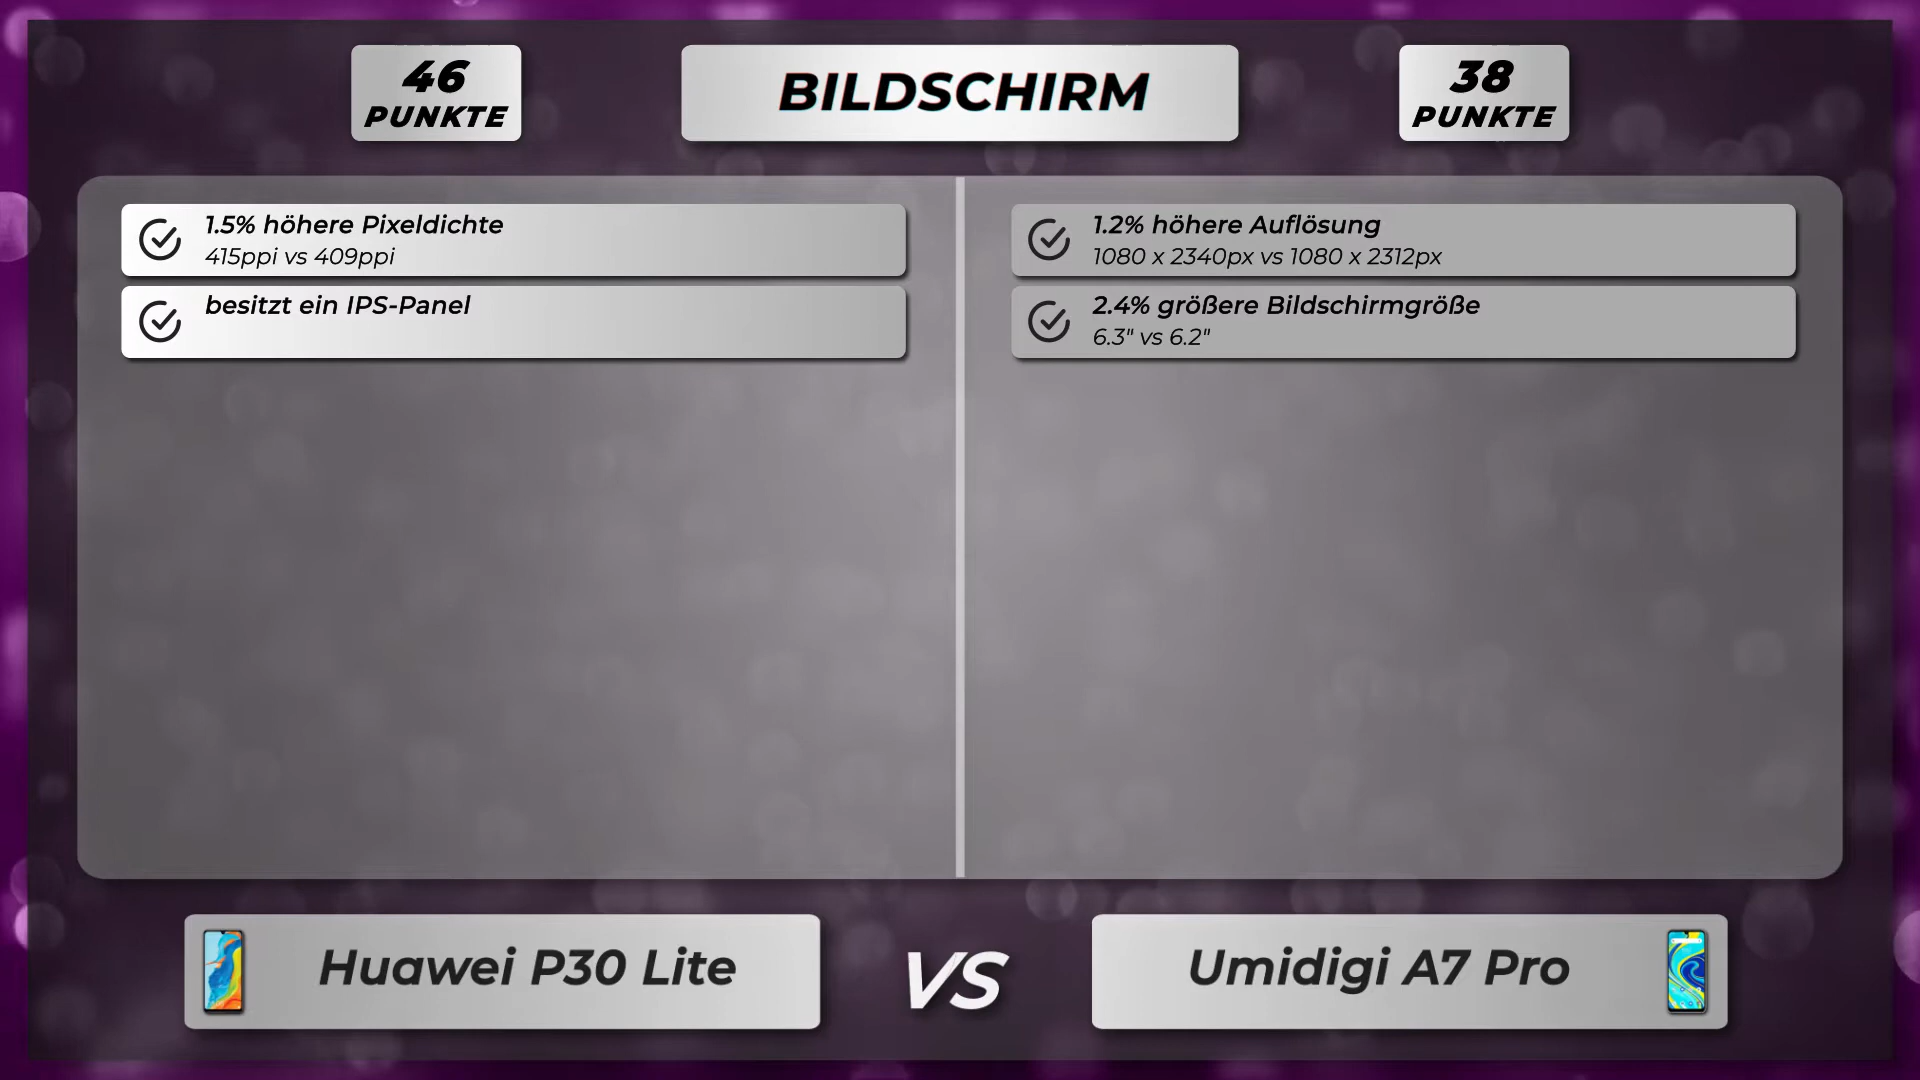 46
PUNKTE
BILDSCHIRM
38
PUNKTE
1.5% höhere Pixeldichte
415ppi vs 409ppi
besitzt ein IPS-Panel
1.2% höhere Auflösung
1080 x 2340px vs 1080 x 2312px
2.4% größere Bildschirmgröße
6.3" vs 6.2"
Huawei P30 Lite
VS
Umidigi A7 Pro